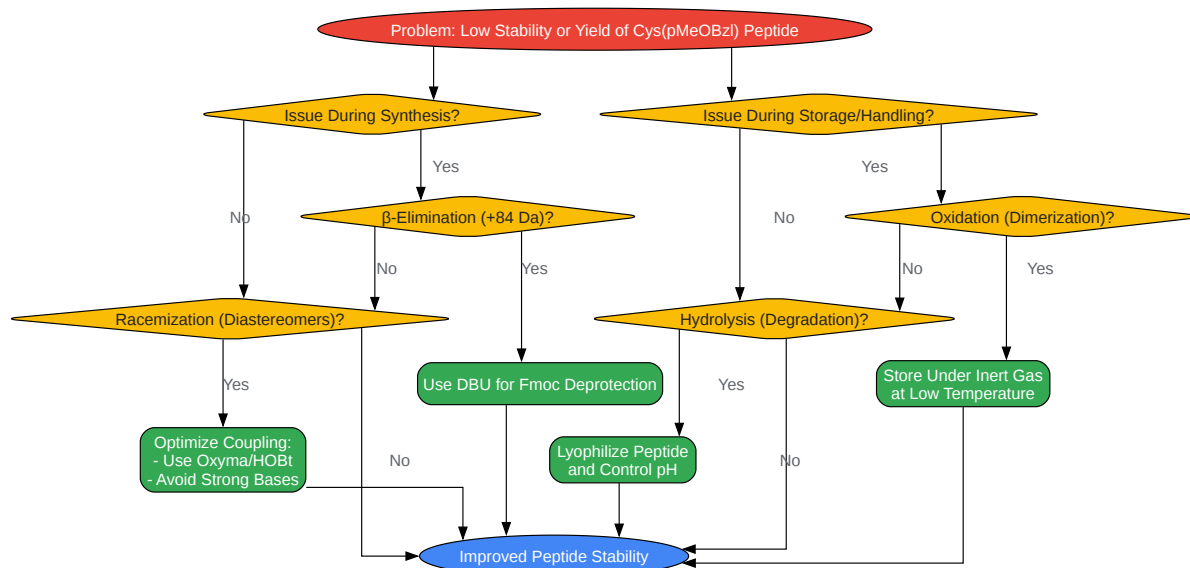 Problem: Low Stability or Yield of Cys(pMeOBzl) Peptide
Issue During Synthesis?
Issue During Storage/Handling?
Yes
Yes
No
β-Elimination (+84 Da)?
No
Oxidation (Dimerization)?
No
Yes
No
Yes
Racemization (Diastereomers)?
Hydrolysis (Degradation)?
Yes
Use DBU for Fmoc Deprotection
Yes
Store Under Inert Gas
at Low Temperature
Optimize Coupling:
- Use Oxyma/HOBt
- Avoid Strong Bases
No
Lyophilize Peptide
and Control pH
No
Improved Peptide Stability